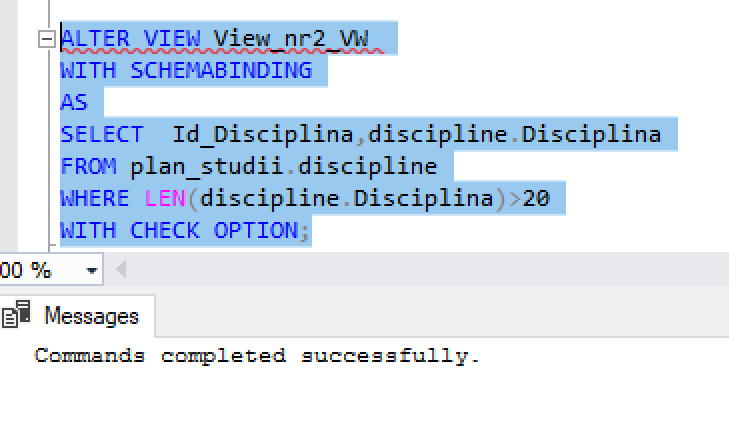 ALTER VIEW View_nr2_VW
WITH SCHEMABINDING
AS
SELECT  Id_Disciplina,discipline.Disciplina
FROM plan_studii.discipline
WHERE LEN(discipline.Disciplina)>20
WITH CHECK OPTION;
00 %
Messages
Commands completed successfully.